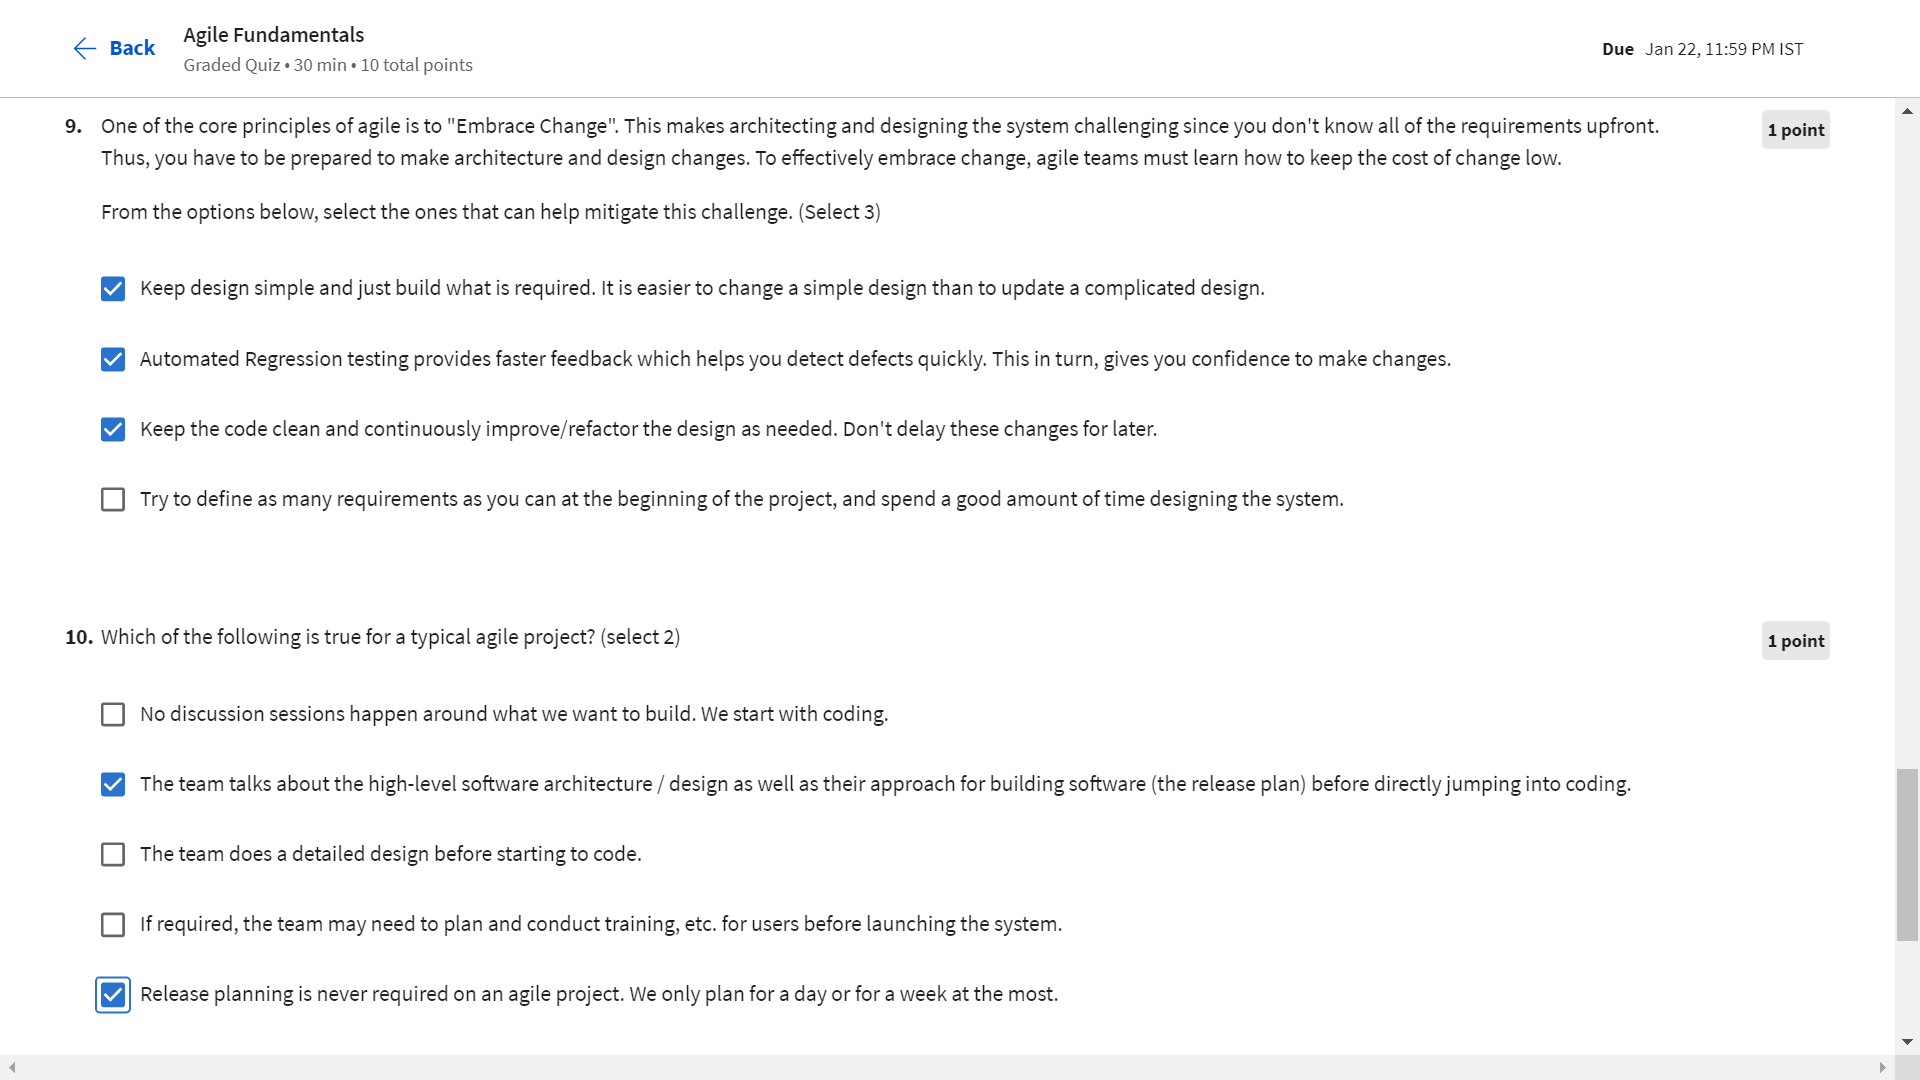 Back
Agile Fundamentals
Graded Quiz • 30 min • 10 total points
Due Jan 22, 11:59 PM IST
9. One of the core principles of agile is to "Embrace Change". This makes architecting and designing the system challenging since you don't know all of the requirements upfront.
Thus, you have to be prepared to make architecture and design changes. To effectively embrace change, agile teams must learn how to keep the cost of change low.
1 point
From the options below, select the ones that can help mitigate this challenge. (Select 3)
Keep design simple and just build what is required. It is easier to change a simple design than to update a complicated design.
Automated Regression testing provides faster feedback which helps you detect defects quickly. This in turn, gives you confidence to make changes.
Keep the code clean and continuously improve/refactor the design as needed. Don't delay these changes for later.
Try to define as many requirements as you can at the beginning of the project, and spend a good amount of time designing the system.
10. Which of the following is true for a typical agile project? (select 2)
1 point
No discussion sessions happen around what we want to build. We start with coding.
The team talks about the high-level software architecture / design as well as their approach for building software (the release plan) before directly jumping into coding.
The team does a detailed design before starting to code.
If required, the team may need to plan and conduct training, etc. for users before launching the system.
Release planning is never required on an agile project. We only plan for a day or for a week at the most.